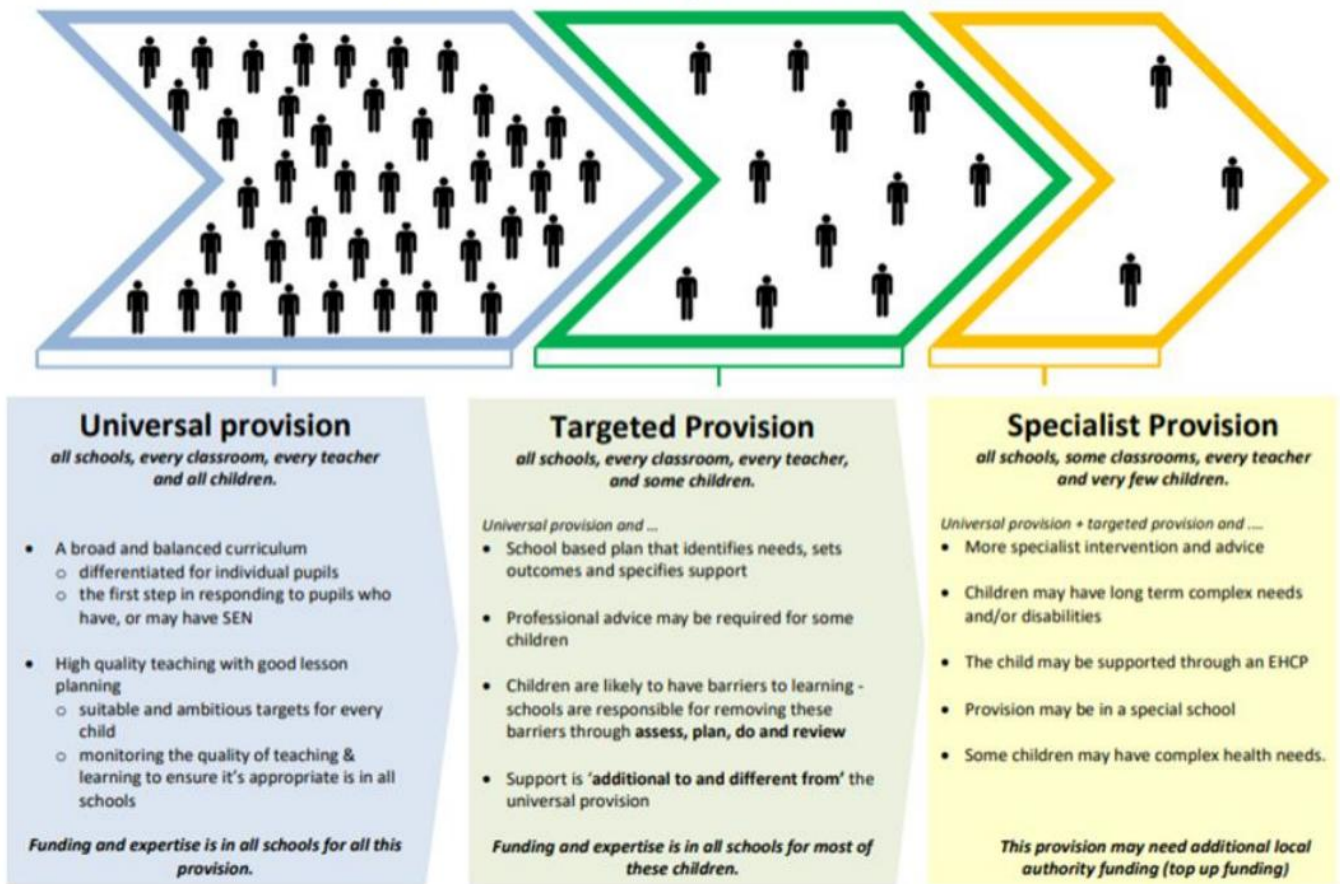 Universal provision
all schools, every classroom, every teacher
and all children.
• A broad and balanced curriculum
o differentiated for individual pupils
o the first step in responding to pupils who
have, or may have SEN
• High quality teaching with good lesson
planning
o suitable and ambitious targets for every
child
o monitoring the quality of teaching &
learning to ensure it's appropriate is in all
schools
Funding and expertise is in all schools for all this
provision.
Targeted Provision
all schools, every classroom, every teacher,
and some children.
Universal provision and ...
• School based plan that identifies needs, sets
outcomes and specifies support
• Professional advice may be required for some
children
• Children are likely to have barriers to learning -
schools are responsible for removing these
barriers through assess, plan, do and review
• Support is 'additional to and different from' the
universal provision
Funding and expertise is in all schools for most of
these children.
Specialist Provision
all schools, some classrooms, every teacher
and very few children.
Universal provision + targeted provision and ....
• More specialist intervention and advice
• Children may have long term complex needs
and/or disabilities
• The child may be supported through an EHCP
• Provision may be in a special school
• Some children may have complex health needs.
This provision may need additional local
authority funding (top up funding)